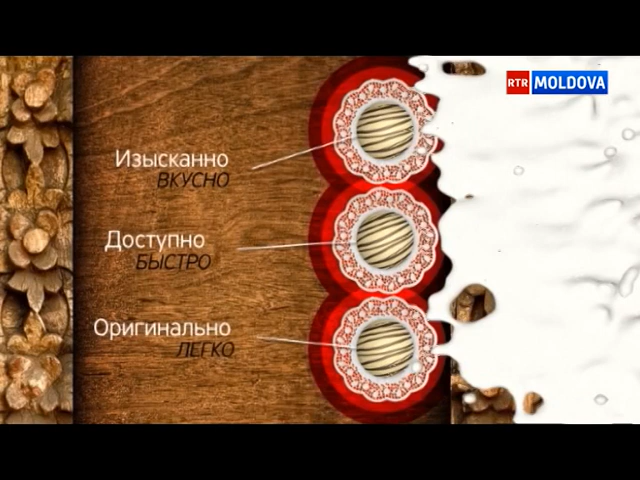 RTR MOLDOVA
Изысканно
ВКУСНО
Доступно
БЫСТРО
Оригинально
ЛЕГКО